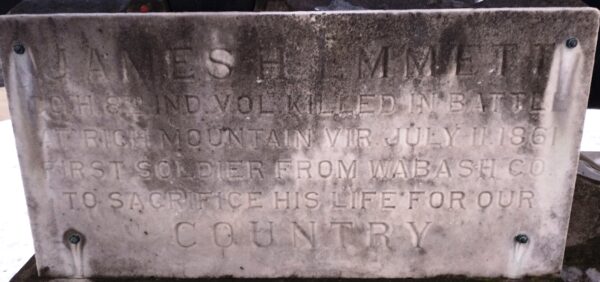 JAMES H. EMMETT
CO. H. 8. IND. VOL. KILLED IN BATTLE
AT RICH MOUNTAIN VIR. JULY 11. 1861
FIRST SOLDIER FROM WABASH CO.
TO SACRIFICE HIS LIFE FOR OUR
COUNTRY